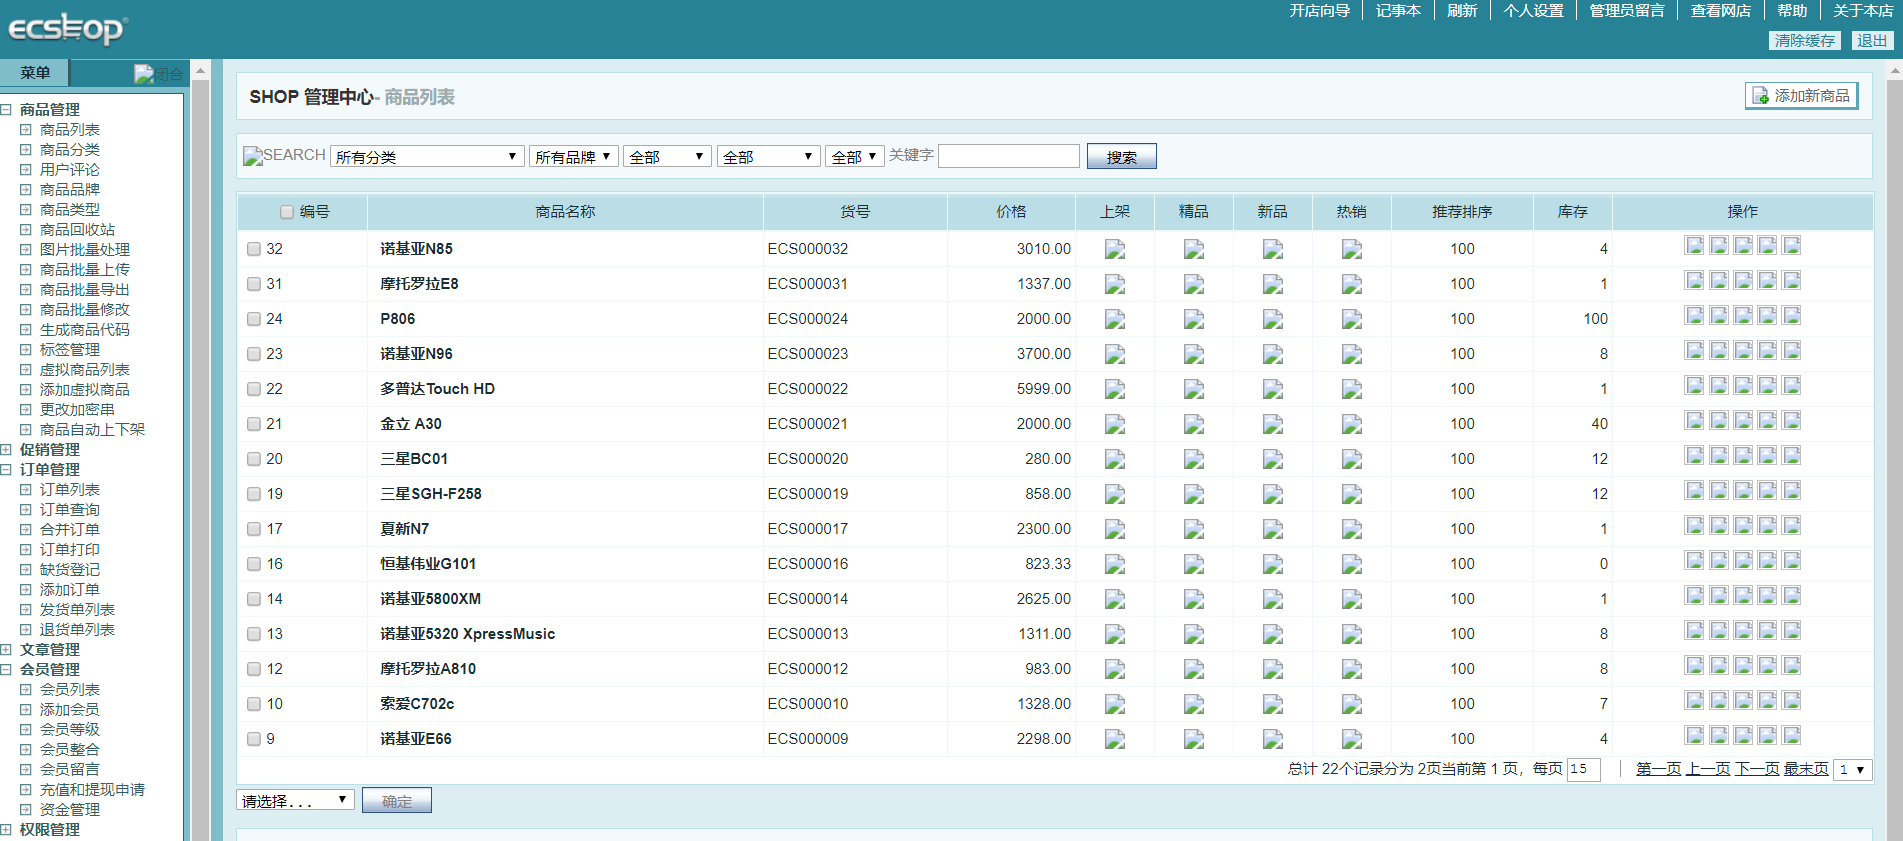 ecshop
开店向导 记事本 刷新 个人设置 管理员留言 查看网店 帮助 关于本店
清除缓存 退出
菜单 闭合
商品管理
商品列表
商品分类
用户评论
商品品牌
商品类型
商品回收站
图片批量处理
商品批量上传
商品批量导出
商品批量修改
生成商品代码
标签管理
虚拟商品列表
添加虚拟商品
更改加密串
商品自动上下架
促销管理
订单管理
订单列表
订单查询
合并订单
订单打印
缺货登记
添加订单
发货单列表
退货单列表
文章管理
会员管理
会员列表
添加会员
会员等级
会员整合
会员留言
充值和提现申请
资金管理
权限管理
SHOP 管理中心- 商品列表 添加新商品
SEARCH 所有分类 所有品牌 全部 全部 全部 关键字 搜索
编号 商品名称 货号 价格 上架 精品 新品 热销 推荐排序 库存 操作
32 诺基亚N85 ECS000032 3010.00 100 4
31 摩托罗拉E8 ECS000031 1337.00 100 1
24 P806 ECS000024 2000.00 100 100
23 诺基亚N96 ECS000023 3700.00 100 8
22 多普达Touch HD ECS000022 5999.00 100 1
21 金立 A30 ECS000021 2000.00 100 40
20 三星BC01 ECS000020 280.00 100 12
19 三星SGH-F258 ECS000019 858.00 100 12
17 夏新N7 ECS000017 2300.00 100 1
16 恒基伟业G101 ECS000016 823.33 100 0
14 诺基亚5800XM ECS000014 2625.00 100 1
13 诺基亚5320 XpressMusic ECS000013 1311.00 100 8
12 摩托罗拉A810 ECS000012 983.00 100 8
10 索爱C702c ECS000010 1328.00 100 7
9 诺基亚E66 ECS000009 2298.00 100 4
总计 22个记录分为 2页当前第 1 页，每页 15 | 第一页 上一页 下一页 最末页 1
请选择... 确定